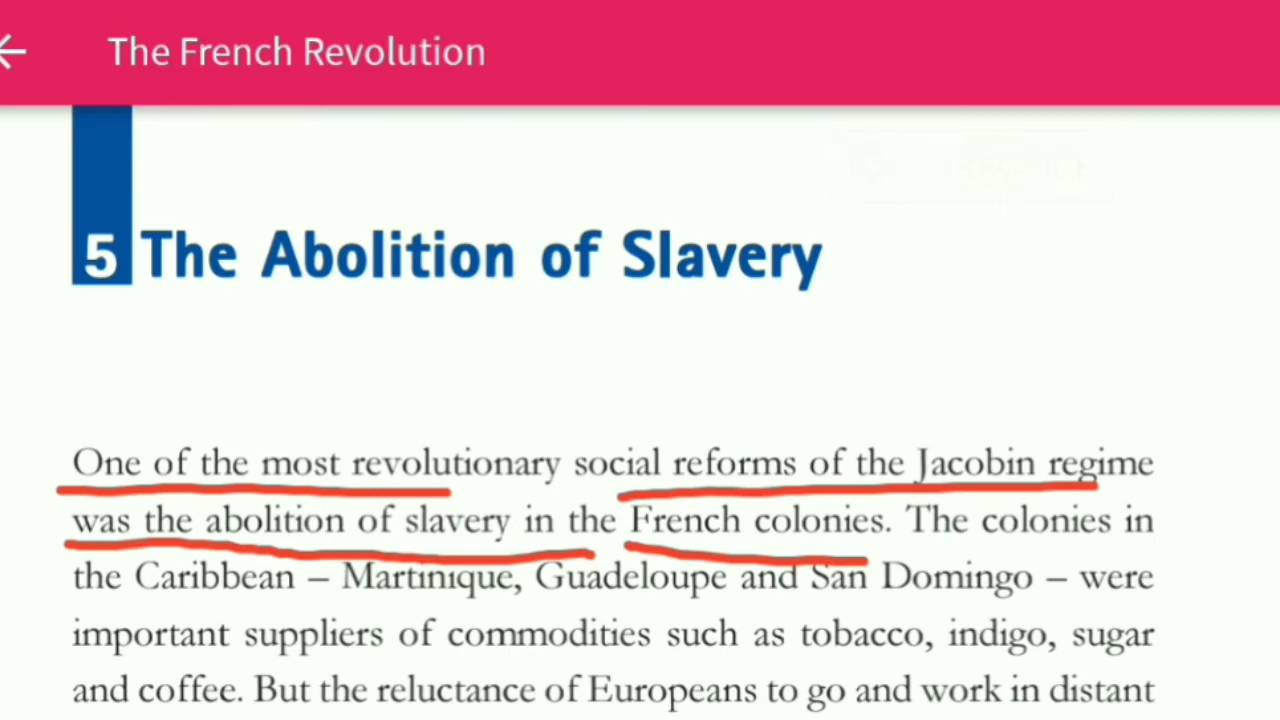 The French Revolution
5 The Abolition of Slavery
One of the most revolutionary social reforms of the Jacobin regime
was the abolition of slavery in the French colonies. The colonies in
the Caribbean – Martinique, Guadeloupe and San Domingo – were
important suppliers of commodities such as tobacco, indigo, sugar
and coffee. But the reluctance of Europeans to go and work in distant